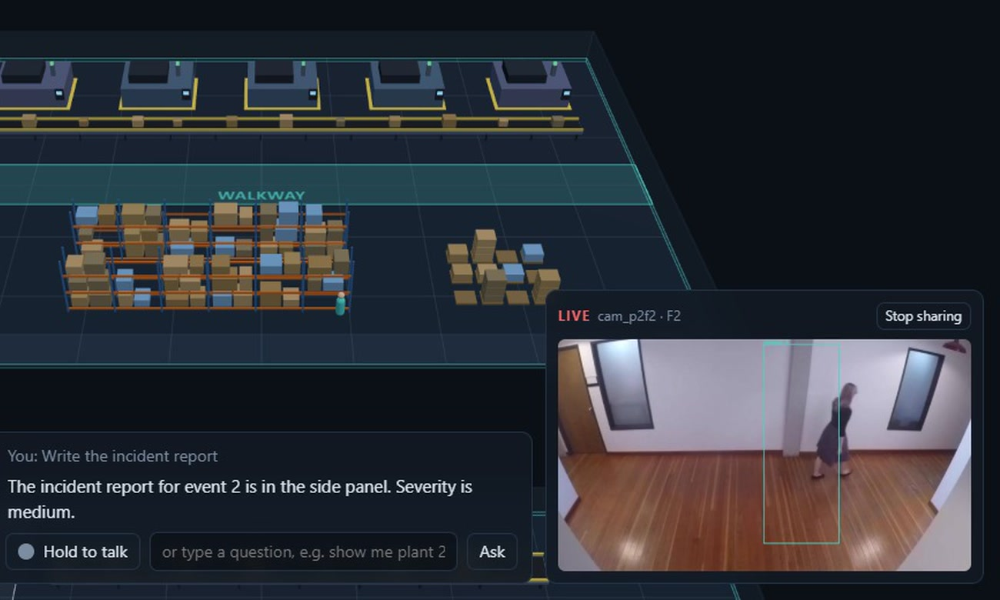 WALKWAY
LIVE cam_p2f2 · F2
Stop sharing
You: Write the incident report
The incident report for event 2 is in the side panel. Severity is
medium.
Hold to talk
or type a question, e.g. show me plant 2
Ask